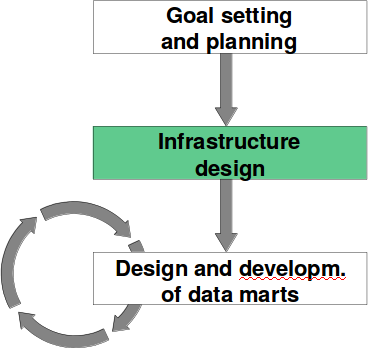 Goal setting
and planning
Infrastructure
design
Design and developm.
of data marts